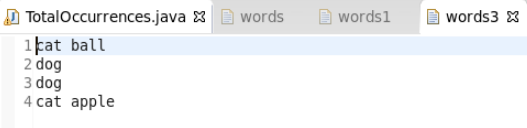 TotalOccurrences.java words words1 words3
1 cat ball
2 dog
3 dog
4 cat apple